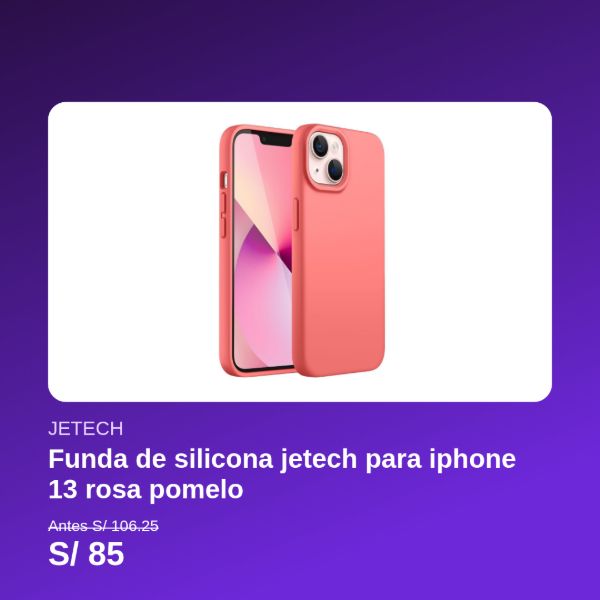 JETECH
Funda de silicona jetech para iphone
13 rosa pomelo
Antes S/ 106.25
S/ 85